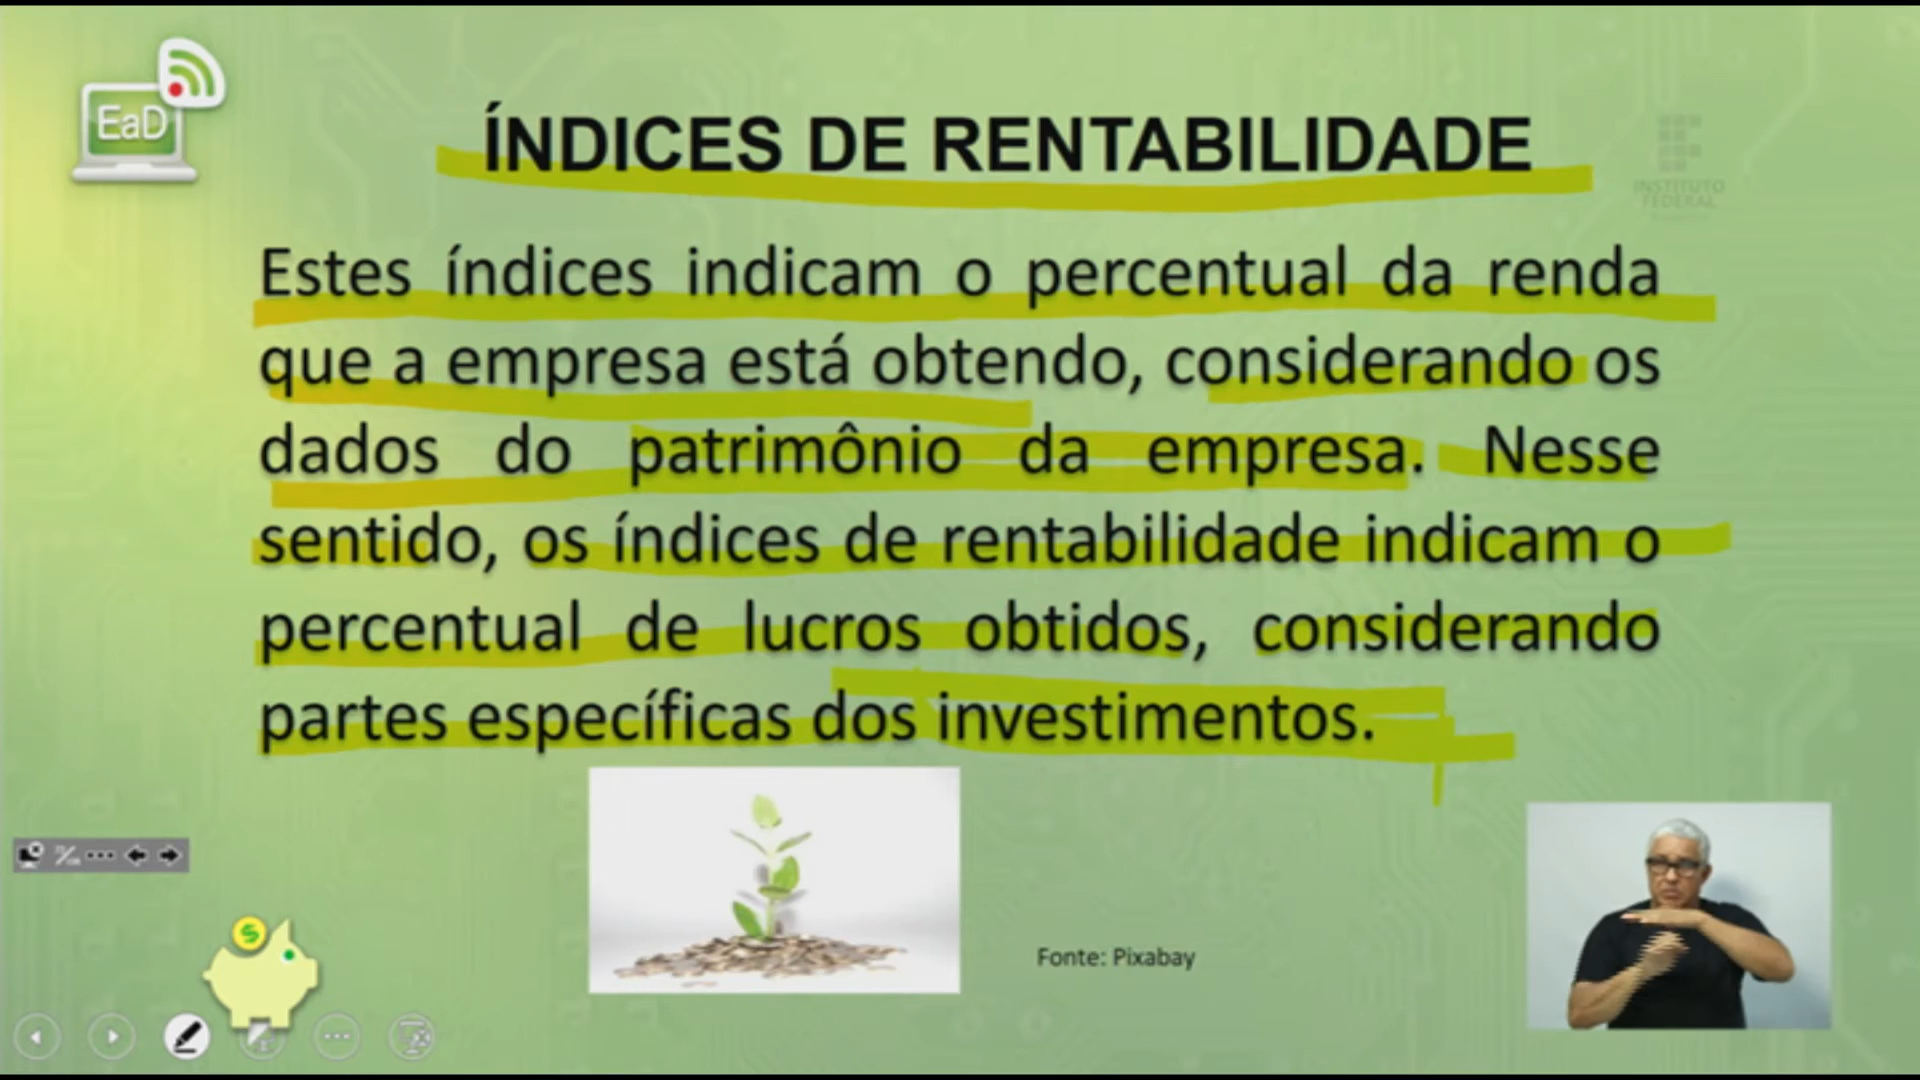 EaD
ÍNDICES DE RENTABILIDADE
INSTITUTO
FEDERAL
Estes índices indicam o percentual da renda
que a empresa está obtendo, considerando os
dados do patrimônio da empresa. Nesse
sentido, os índices de rentabilidade indicam o
percentual de lucros obtidos, considerando
partes específicas dos investimentos.
$
Fonte: Pixabay